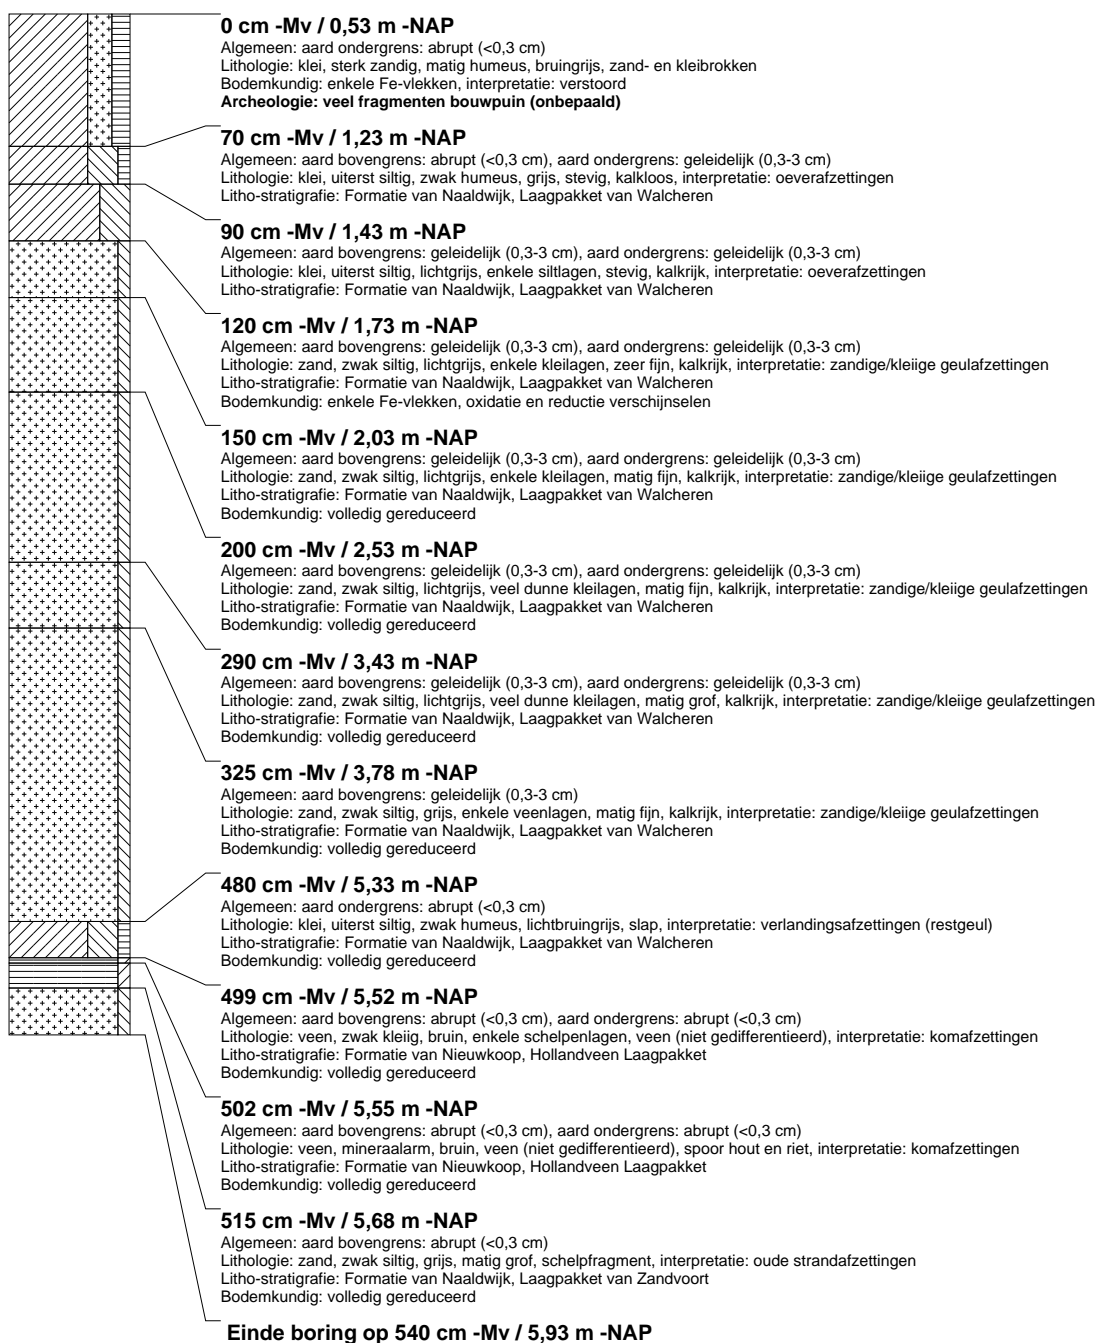 0 cm -Mv / 0,53 m -NAP
Algemeen: aard ondergrens: abrupt (<0,3 cm)
Lithologie: klei, sterk zandig, matig humeus, bruingrijs, zand- en kleibrokken
Bodemkundig: enkele Fe-vlekken, interpretatie: verstoord
Archeologie: veel fragmenten bouwpuin (onbepaald)
70 cm -Mv / 1,23 m -NAP
Algemeen: aard bovengrens: abrupt (<0,3 cm), aard ondergrens: geleidelijk (0,3-3 cm)
Lithologie: klei, uiterst siltig, zwak humeus, grijs, stevig, kalkloos, interpretatie: oeverafzettingen
Litho-stratigrafie: Formatie van Naaldwijk, Laagpakket van Walcheren
90 cm -Mv / 1,43 m -NAP
Algemeen: aard bovengrens: geleidelijk (0,3-3 cm), aard ondergrens: geleidelijk (0,3-3 cm)
Lithologie: klei, uiterst siltig, lichtgrijs, enkele siltlagen, stevig, kalkrijk, interpretatie: oeverafzettingen
Litho-stratigrafie: Formatie van Naaldwijk, Laagpakket van Walcheren
120 cm -Mv / 1,73 m -NAP
Algemeen: aard bovengrens: geleidelijk (0,3-3 cm), aard ondergrens: geleidelijk (0,3-3 cm)
Lithologie: zand, zwak siltig, lichtgrijs, enkele kleilagen, zeer fijn, kalkrijk, interpretatie: zandige/kleiige geulafzettingen
Litho-stratigrafie: Formatie van Naaldwijk, Laagpakket van Walcheren
Bodemkundig: enkele Fe-vlekken, oxidatie en reductie verschijnselen
150 cm -Mv / 2,03 m -NAP
Algemeen: aard bovengrens: geleidelijk (0,3-3 cm), aard ondergrens: geleidelijk (0,3-3 cm)
Lithologie: zand, zwak siltig, lichtgrijs, enkele kleilagen, matig fijn, kalkrijk, interpretatie: zandige/kleiige geulafzettingen
Litho-stratigrafie: Formatie van Naaldwijk, Laagpakket van Walcheren
Bodemkundig: volledig gereduceerd
200 cm -Mv / 2,53 m -NAP
Algemeen: aard bovengrens: geleidelijk (0,3-3 cm), aard ondergrens: geleidelijk (0,3-3 cm)
Lithologie: zand, zwak siltig, lichtgrijs, veel dunne kleilagen, matig fijn, kalkrijk, interpretatie: zandige/kleiige geulafzettingen
Litho-stratigrafie: Formatie van Naaldwijk, Laagpakket van Walcheren
Bodemkundig: volledig gereduceerd
290 cm -Mv / 3,43 m -NAP
Algemeen: aard bovengrens: geleidelijk (0,3-3 cm), aard ondergrens: geleidelijk (0,3-3 cm)
Lithologie: zand, zwak siltig, lichtgrijs, veel dunne kleilagen, matig grof, kalkrijk, interpretatie: zandige/kleiige geulafzettingen
Litho-stratigrafie: Formatie van Naaldwijk, Laagpakket van Walcheren
Bodemkundig: volledig gereduceerd
325 cm -Mv / 3,78 m -NAP
Algemeen: aard bovengrens: geleidelijk (0,3-3 cm)
Lithologie: zand, zwak siltig, grijs, enkele veenlagen, matig fijn, kalkrijk, interpretatie: zandige/kleiige geulafzettingen
Litho-stratigrafie: Formatie van Naaldwijk, Laagpakket van Walcheren
Bodemkundig: volledig gereduceerd
480 cm -Mv / 5,33 m -NAP
Algemeen: aard ondergrens: abrupt (<0,3 cm)
Lithologie: klei, uiterst siltig, zwak humeus, lichtbruingrijs, slap, interpretatie: verlandingsafzettingen (restgeul)
Litho-stratigrafie: Formatie van Naaldwijk, Laagpakket van Walcheren
Bodemkundig: volledig gereduceerd
499 cm -Mv / 5,52 m -NAP
Algemeen: aard bovengrens: abrupt (<0,3 cm), aard ondergrens: abrupt (<0,3 cm)
Lithologie: veen, zwak kleiig, bruin, enkele schelpenlagen, veen (niet gedifferentieerd), interpretatie: komafzettingen
Litho-stratigrafie: Formatie van Nieuwkoop, Hollandveen Laagpakket
Bodemkundig: volledig gereduceerd
502 cm -Mv / 5,55 m -NAP
Algemeen: aard bovengrens: abrupt (<0,3 cm), aard ondergrens: abrupt (<0,3 cm)
Lithologie: veen, mineraalarm, bruin, veen (niet gedifferentieerd), spoor hout en riet, interpretatie: komafzettingen
Litho-stratigrafie: Formatie van Nieuwkoop, Hollandveen Laagpakket
Bodemkundig: volledig gereduceerd
515 cm -Mv / 5,68 m -NAP
Algemeen: aard bovengrens: abrupt (<0,3 cm)
Lithologie: zand, zwak siltig, grijs, matig grof, schelpfragment, interpretatie: oude strandafzettingen
Litho-stratigrafie: Formatie van Naaldwijk, Laagpakket van Zandvoort
Bodemkundig: volledig gereduceerd
Einde boring op 540 cm -Mv / 5,93 m -NAP